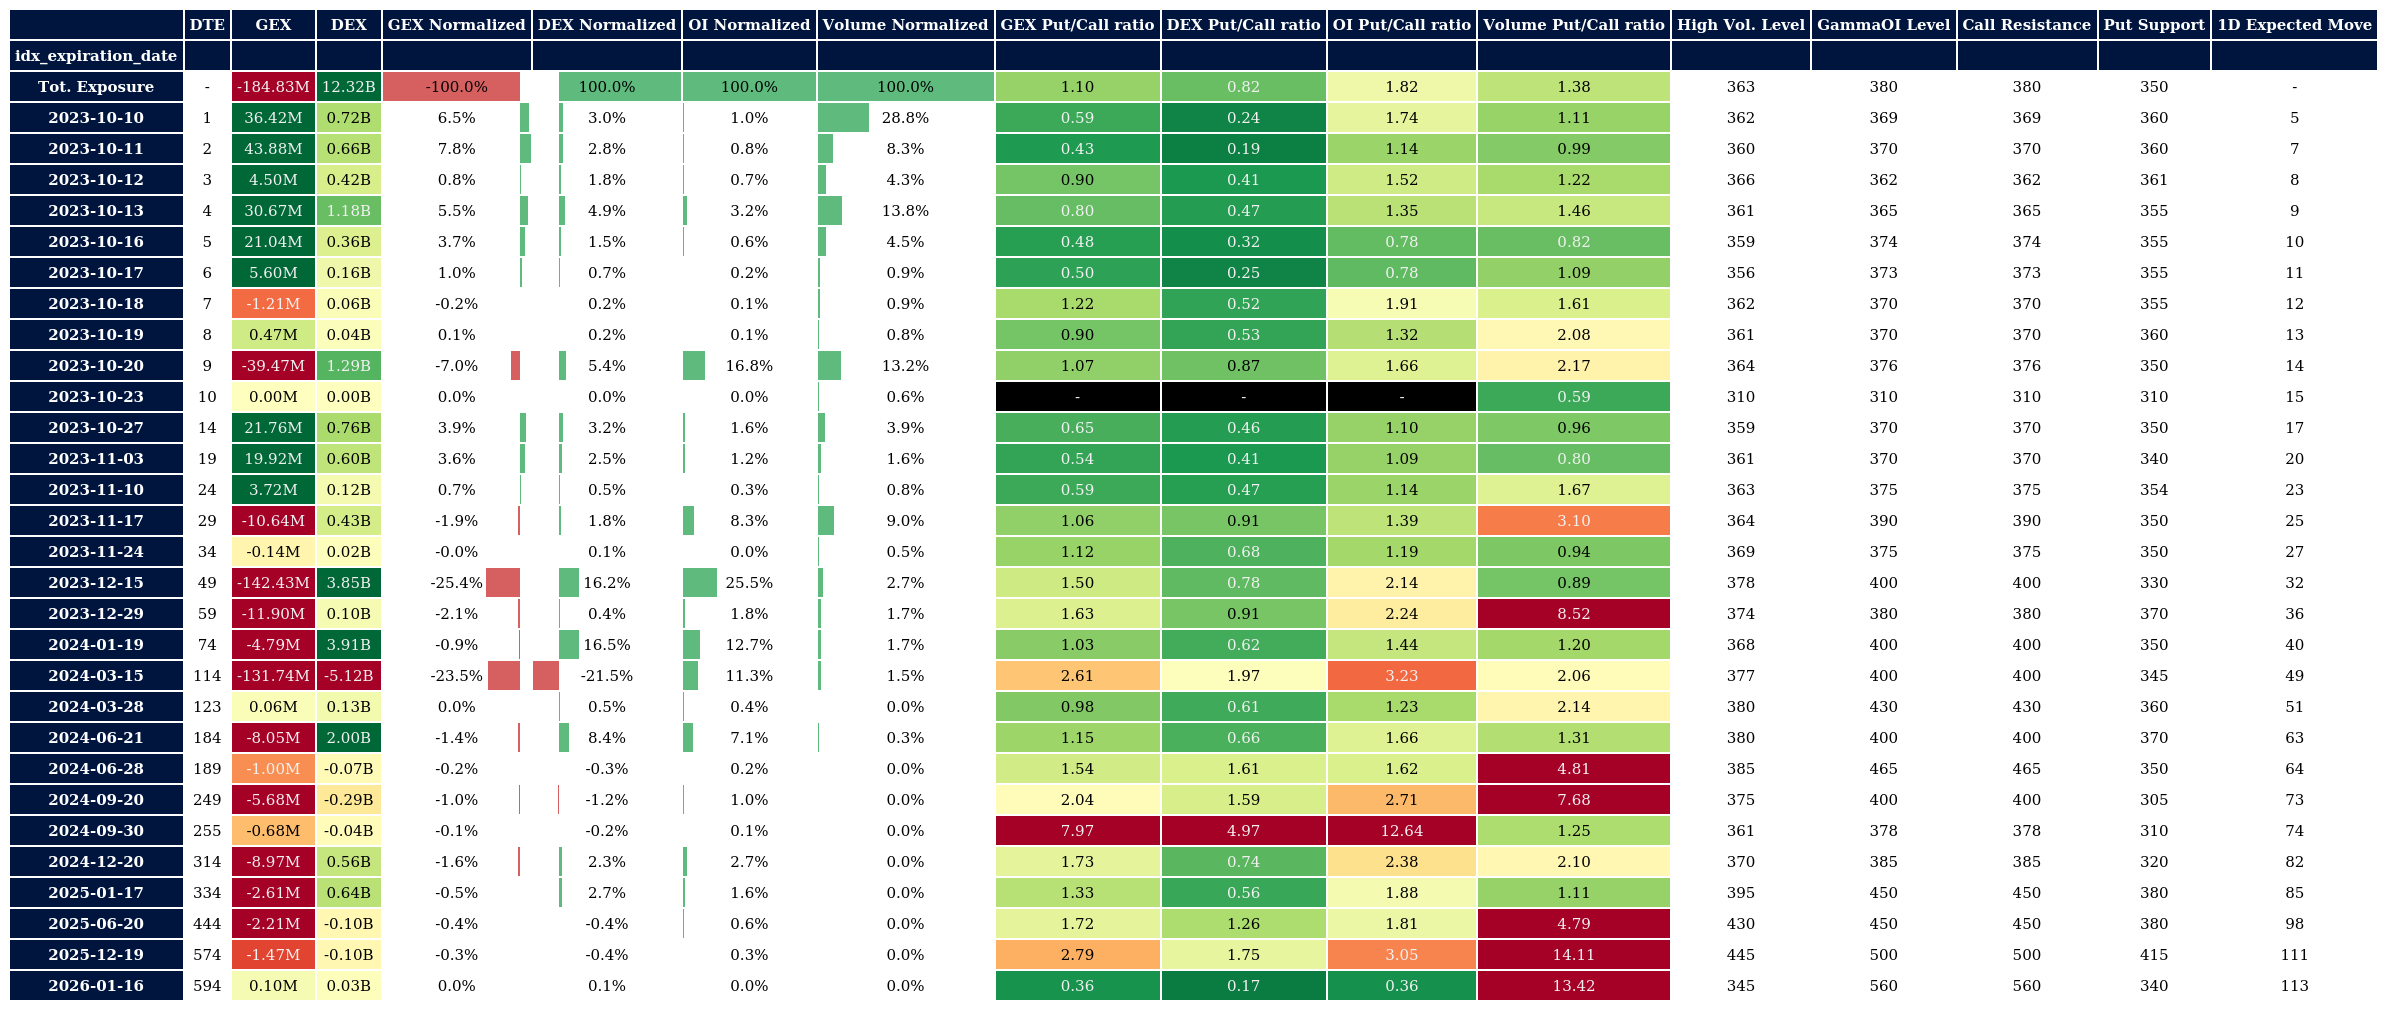 DTE GEX DEX GEX Normalized DEX Normalized OI Normalized Volume Normalized GEX Put/Call ratio DEX Put/Call ratio OI Put/Call ratio Volume Put/Call ratio High Vol. Level GammaOI Level Call Resistance Put Support 1D Expected Move
idx_expiration_date
Tot. Exposure - -184.83M 12.32B -100.0% 100.0% 100.0% 100.0% 1.10 0.82 1.82 1.38 363 380 380 350 -
2023-10-10 1 36.42M 0.72B 6.5% 3.0% 1.0% 28.8% 0.59 0.24 1.74 1.11 362 369 369 360 5
2023-10-11 2 43.88M 0.66B 7.8% 2.8% 0.8% 8.3% 0.43 0.19 1.14 0.99 360 370 370 360 7
2023-10-12 3 4.50M 0.42B 0.8% 1.8% 0.7% 4.3% 0.90 0.41 1.52 1.22 366 362 362 361 8
2023-10-13 4 30.67M 1.18B 5.5% 4.9% 3.2% 13.8% 0.80 0.47 1.35 1.46 361 365 365 355 9
2023-10-16 5 21.04M 0.36B 3.7% 1.5% 0.6% 4.5% 0.48 0.32 0.78 0.82 359 374 374 355 10
2023-10-17 6 5.60M 0.16B 1.0% 0.7% 0.2% 0.9% 0.50 0.25 0.78 1.09 356 373 373 355 11
2023-10-18 7 -1.21M 0.06B -0.2% 0.2% 0.1% 0.9% 1.22 0.52 1.91 1.61 362 370 370 355 12
2023-10-19 8 0.47M 0.04B 0.1% 0.2% 0.1% 0.8% 0.90 0.53 1.32 2.08 361 370 370 360 13
2023-10-20 9 -39.47M 1.29B -7.0% 5.4% 16.8% 13.2% 1.07 0.87 1.66 2.17 364 376 376 350 14
2023-10-23 10 0.00M 0.00B 0.0% 0.0% 0.0% 0.6% - - - 0.59 310 310 310 310 15
2023-10-27 14 21.76M 0.76B 3.9% 3.2% 1.6% 3.9% 0.65 0.46 1.10 0.96 359 370 370 350 17
2023-11-03 19 19.92M 0.60B 3.6% 2.5% 1.2% 1.6% 0.54 0.41 1.09 0.80 361 370 370 340 20
2023-11-10 24 3.72M 0.12B 0.7% 0.5% 0.3% 0.8% 0.59 0.47 1.14 1.67 363 375 375 354 23
2023-11-17 29 -10.64M 0.43B -1.9% 1.8% 8.3% 9.0% 1.06 0.91 1.39 3.10 364 390 390 350 25
2023-11-24 34 -0.14M 0.02B -0.0% 0.1% 0.0% 0.5% 1.12 0.68 1.19 0.94 369 375 375 350 27
2023-12-15 49 -142.43M 3.85B -25.4% 16.2% 25.5% 2.7% 1.50 0.78 2.14 0.89 378 400 400 330 32
2023-12-29 59 -11.90M 0.10B -2.1% 0.4% 1.8% 1.7% 1.63 0.91 2.24 8.52 374 380 380 370 36
2024-01-19 74 -4.79M 3.91B -0.9% 16.5% 12.7% 1.7% 1.03 0.62 1.44 1.20 368 400 400 350 40
2024-03-15 114 -131.74M -5.12B -23.5% -21.5% 11.3% 1.5% 2.61 1.97 3.23 2.06 377 400 400 345 49
2024-03-28 123 0.06M 0.13B 0.0% 0.5% 0.4% 0.0% 0.98 0.61 1.23 2.14 380 430 430 360 51
2024-06-21 184 -8.05M 2.00B -1.4% 8.4% 7.1% 0.3% 1.15 0.66 1.66 1.31 380 400 400 370 63
2024-06-28 189 -1.00M -0.07B -0.2% -0.3% 0.2% 0.0% 1.54 1.61 1.62 4.81 385 465 465 350 64
2024-09-20 249 -5.68M -0.29B -1.0% -1.2% 1.0% 0.0% 2.04 1.59 2.71 7.68 375 400 400 305 73
2024-09-30 255 -0.68M -0.04B -0.1% -0.2% 0.1% 0.0% 7.97 4.97 12.64 1.25 361 378 378 310 74
2024-12-20 314 -8.97M 0.56B -1.6% 2.3% 2.7% 0.0% 1.73 0.74 2.38 2.10 370 385 385 320 82
2025-01-17 334 -2.61M 0.64B -0.5% 2.7% 1.6% 0.0% 1.33 0.56 1.88 1.11 395 450 450 380 85
2025-06-20 444 -2.21M -0.10B -0.4% -0.4% 0.6% 0.0% 1.72 1.26 1.81 4.79 430 450 450 380 98
2025-12-19 574 -1.47M -0.10B -0.3% -0.4% 0.3% 0.0% 2.79 1.75 3.05 14.11 445 500 500 415 111
2026-01-16 594 0.10M 0.03B 0.0% 0.1% 0.0% 0.0% 0.36 0.17 0.36 13.42 345 560 560 340 113